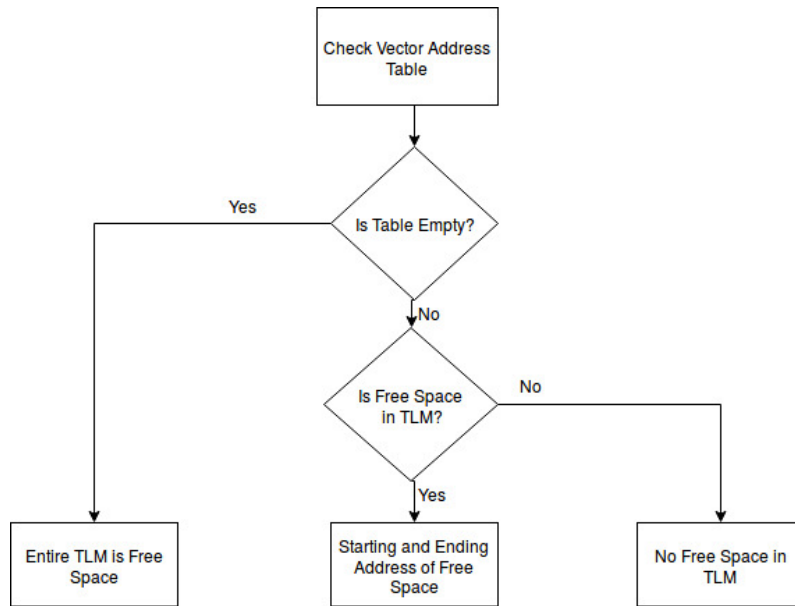 Check Vector Address
Table
Yes
Is Table Empty?
No
Is Free Space
in TLM?
No
Yes
Entire TLM is Free
Space
Starting and Ending
Address of Free
Space
No Free Space in
TLM